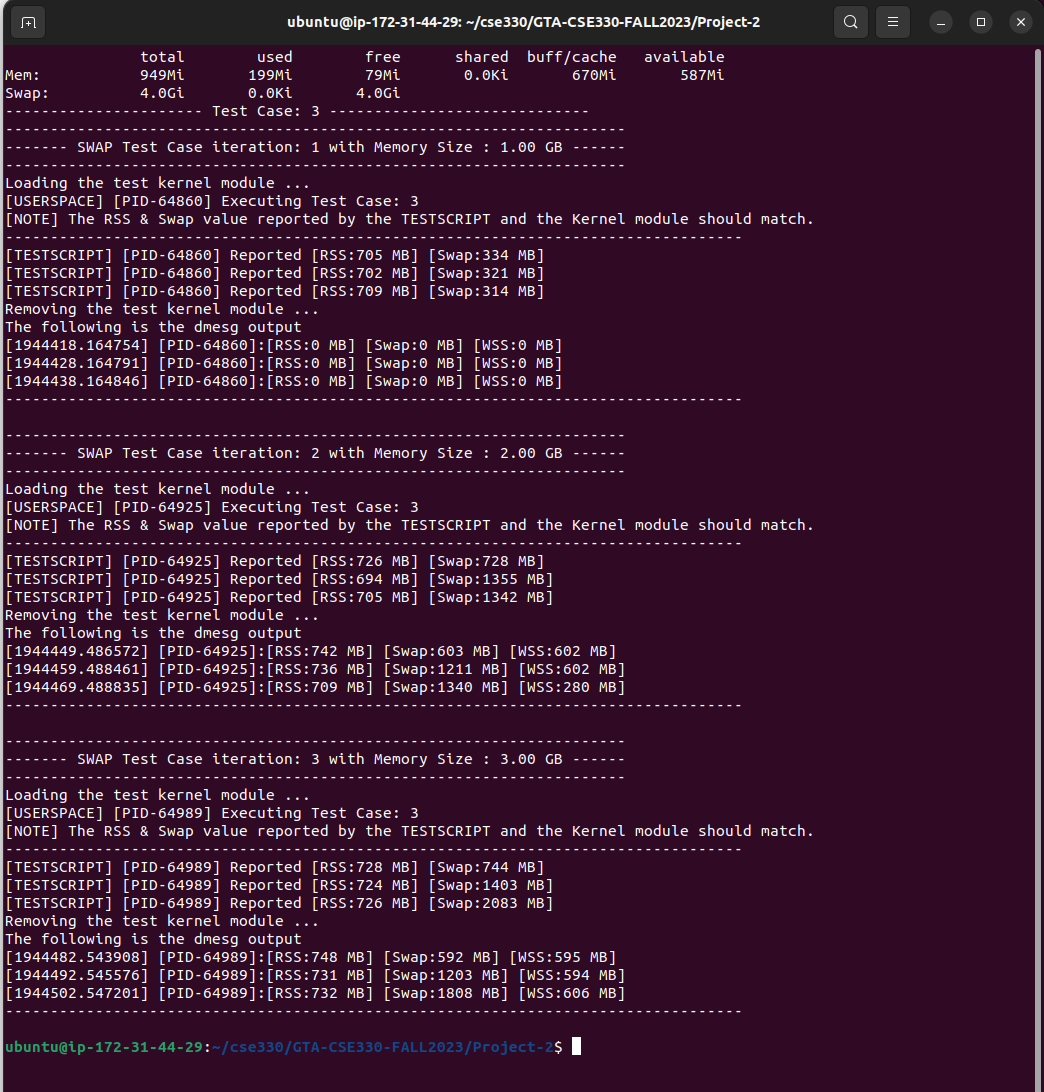 ubuntu@ip-172-31-44-29: ~/cse330/GTA-CSE330-FALL2023/Project-2
               total        used        free      shared  buff/cache   available
Mem:           949Mi       199Mi        79Mi       0.0Ki       670Mi       587Mi
Swap:          4.0Gi       0.0Ki       4.0Gi
---------------------- Test Case: 3 -----------------------------
---------------------------------------------------------------------
------- SWAP Test Case iteration: 1 with Memory Size : 1.00 GB ------
---------------------------------------------------------------------
Loading the test kernel module ...
[USERSPACE] [PID-64860] Executing Test Case: 3
[NOTE] The RSS & Swap value reported by the TESTSCRIPT and the Kernel module should match.
----------------------------------------------------------------------------------
[TESTSCRIPT] [PID-64860] Reported [RSS:705 MB] [Swap:334 MB]
[TESTSCRIPT] [PID-64860] Reported [RSS:702 MB] [Swap:321 MB]
[TESTSCRIPT] [PID-64860] Reported [RSS:709 MB] [Swap:314 MB]
Removing the test kernel module ...
The following is the dmesg output
[1944418.164754] [PID-64860]:[RSS:0 MB] [Swap:0 MB] [WSS:0 MB]
[1944428.164791] [PID-64860]:[RSS:0 MB] [Swap:0 MB] [WSS:0 MB]
[1944438.164846] [PID-64860]:[RSS:0 MB] [Swap:0 MB] [WSS:0 MB]
----------------------------------------------------------------------------------
---------------------------------------------------------------------
------- SWAP Test Case iteration: 2 with Memory Size : 2.00 GB ------
---------------------------------------------------------------------
Loading the test kernel module ...
[USERSPACE] [PID-64925] Executing Test Case: 3
[NOTE] The RSS & Swap value reported by the TESTSCRIPT and the Kernel module should match.
----------------------------------------------------------------------------------
[TESTSCRIPT] [PID-64925] Reported [RSS:726 MB] [Swap:728 MB]
[TESTSCRIPT] [PID-64925] Reported [RSS:694 MB] [Swap:1355 MB]
[TESTSCRIPT] [PID-64925] Reported [RSS:705 MB] [Swap:1342 MB]
Removing the test kernel module ...
The following is the dmesg output
[1944449.486572] [PID-64925]:[RSS:742 MB] [Swap:603 MB] [WSS:602 MB]
[1944459.488461] [PID-64925]:[RSS:736 MB] [Swap:1211 MB] [WSS:602 MB]
[1944469.488835] [PID-64925]:[RSS:709 MB] [Swap:1340 MB] [WSS:280 MB]
----------------------------------------------------------------------------------
---------------------------------------------------------------------
------- SWAP Test Case iteration: 3 with Memory Size : 3.00 GB ------
---------------------------------------------------------------------
Loading the test kernel module ...
[USERSPACE] [PID-64989] Executing Test Case: 3
[NOTE] The RSS & Swap value reported by the TESTSCRIPT and the Kernel module should match.
----------------------------------------------------------------------------------
[TESTSCRIPT] [PID-64989] Reported [RSS:728 MB] [Swap:744 MB]
[TESTSCRIPT] [PID-64989] Reported [RSS:724 MB] [Swap:1403 MB]
[TESTSCRIPT] [PID-64989] Reported [RSS:726 MB] [Swap:2083 MB]
Removing the test kernel module ...
The following is the dmesg output
[1944482.543908] [PID-64989]:[RSS:748 MB] [Swap:592 MB] [WSS:595 MB]
[1944492.545576] [PID-64989]:[RSS:731 MB] [Swap:1203 MB] [WSS:594 MB]
[1944502.547201] [PID-64989]:[RSS:732 MB] [Swap:1808 MB] [WSS:606 MB]
----------------------------------------------------------------------------------
ubuntu@ip-172-31-44-29:~/cse330/GTA-CSE330-FALL2023/Project-2$